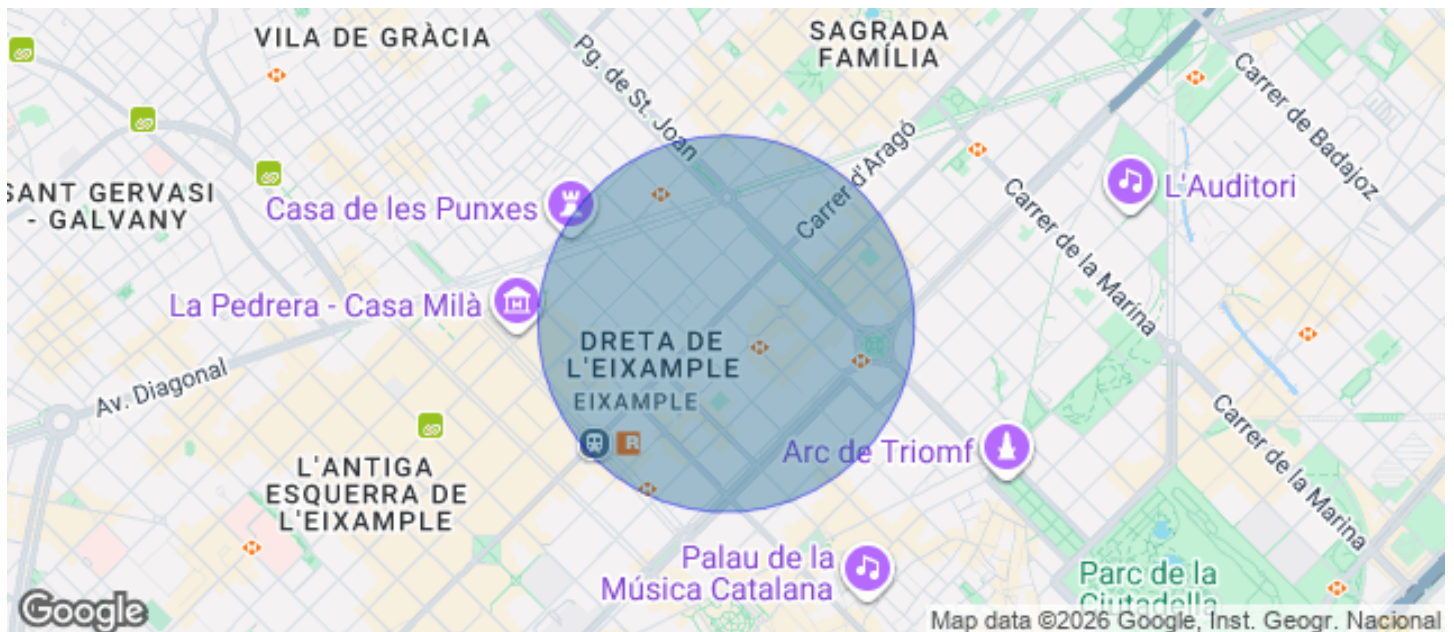 VILA DE GRÀCIA
SAGRADA
FAMÍLIA
Pg. de St. Joan
Carrer de Badajoz
Carrer d'Aragó
SANT GERVASI
- GALVANY
Casa de les Punxes
L'Auditori
La Pedrera - Casa Milà
Carrer de la Marina
DRETA DE
L'EIXAMPLE
EIXAMPLE
Av. Diagonal
R
Arc de Triomf
Carrer de la Marina
L'ANTIGA
ESQUERRA DE
L'EIXAMPLE
Palau de la
Música Catalana
Parc de la
Ciutadella
Google
Map data ©2026 Google, Inst. Geogr. Nacional